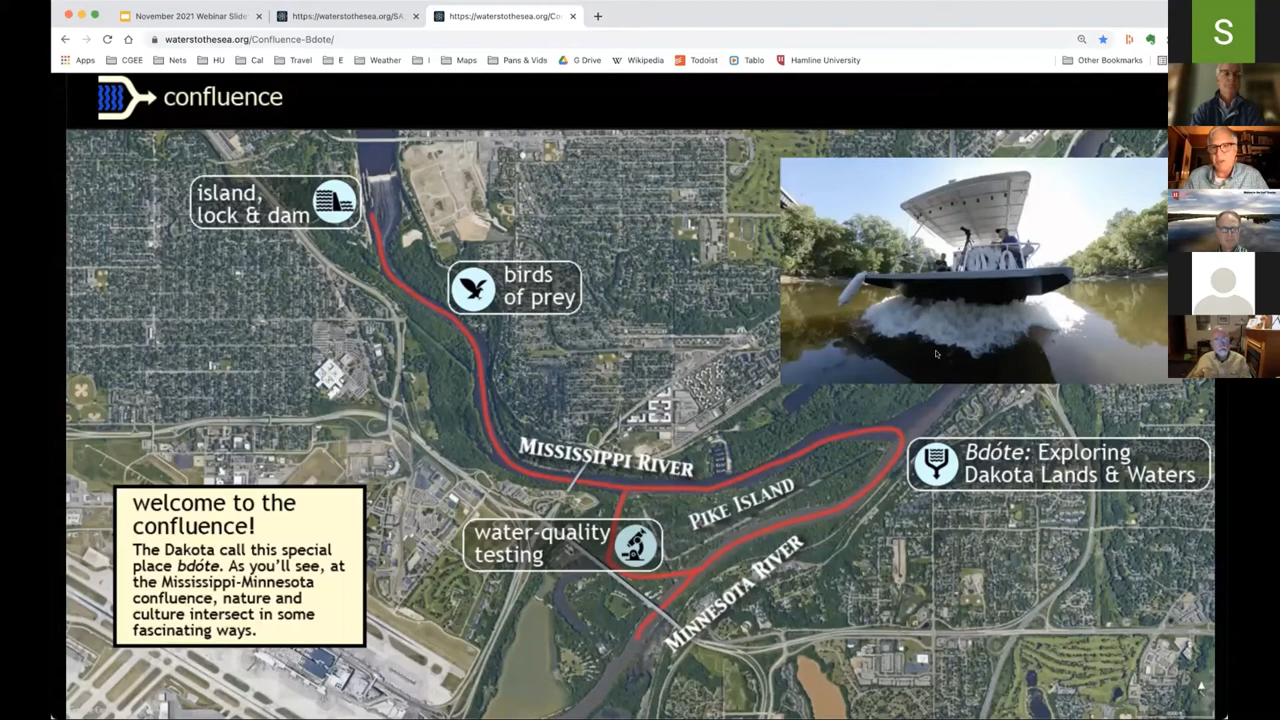 November 2021 Webinar Slide
https://waterstothesea.org/SA
https://waterstothesea.org/Co
waterstothesea.org/Confluence-Bdote/
Apps
CGEE
Nets
HU
Cal
Travel
E
Weather
I
Maps
Pans & Vids
G Drive
Wikipedia
Todoist
Tablo
Hamline University
Other Bookmarks
S
confluence
island,
lock & dam
birds
of prey
MISSISSIPPI RIVER
Bdóte: Exploring
Dakota Lands & Waters
PIKE ISLAND
water-quality
testing
MINNESOTA RIVER
welcome to the
confluence!
The Dakota call this special
place bdóte. As you'll see, at
the Mississippi-Minnesota
confluence, nature and
culture intersect in some
fascinating ways.